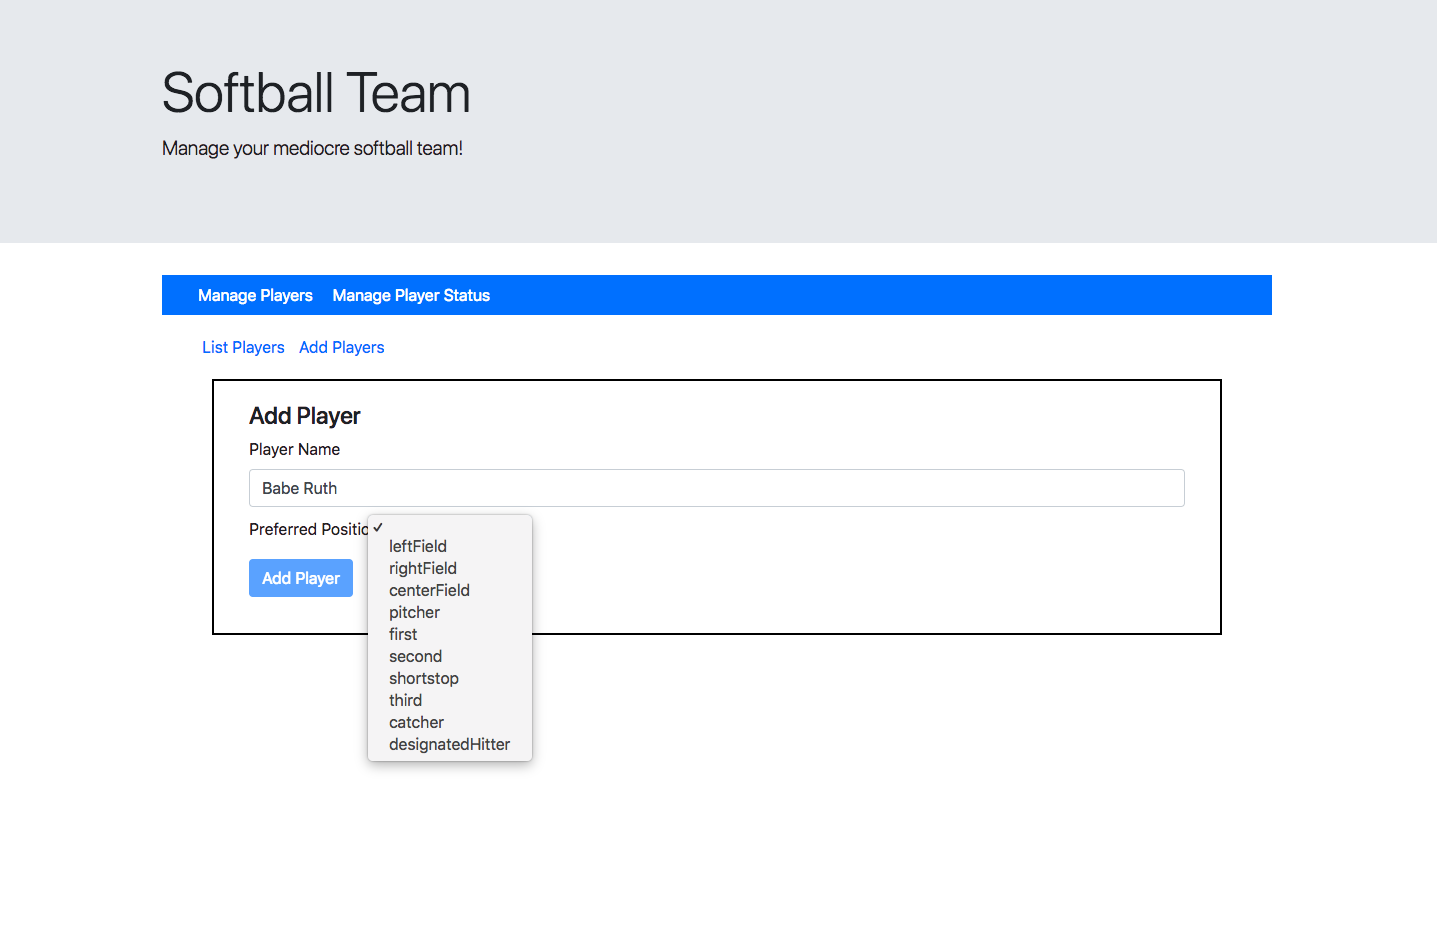 Softball Team
Manage your mediocre softball team!
Manage Players Manage Player Status
List Players Add Players
Add Player
Player Name
Babe Ruth
Preferred Positio
leftField
rightField
Add Player
centerField
pitcher
first
second
shortstop
third
catcher
designatedHitter